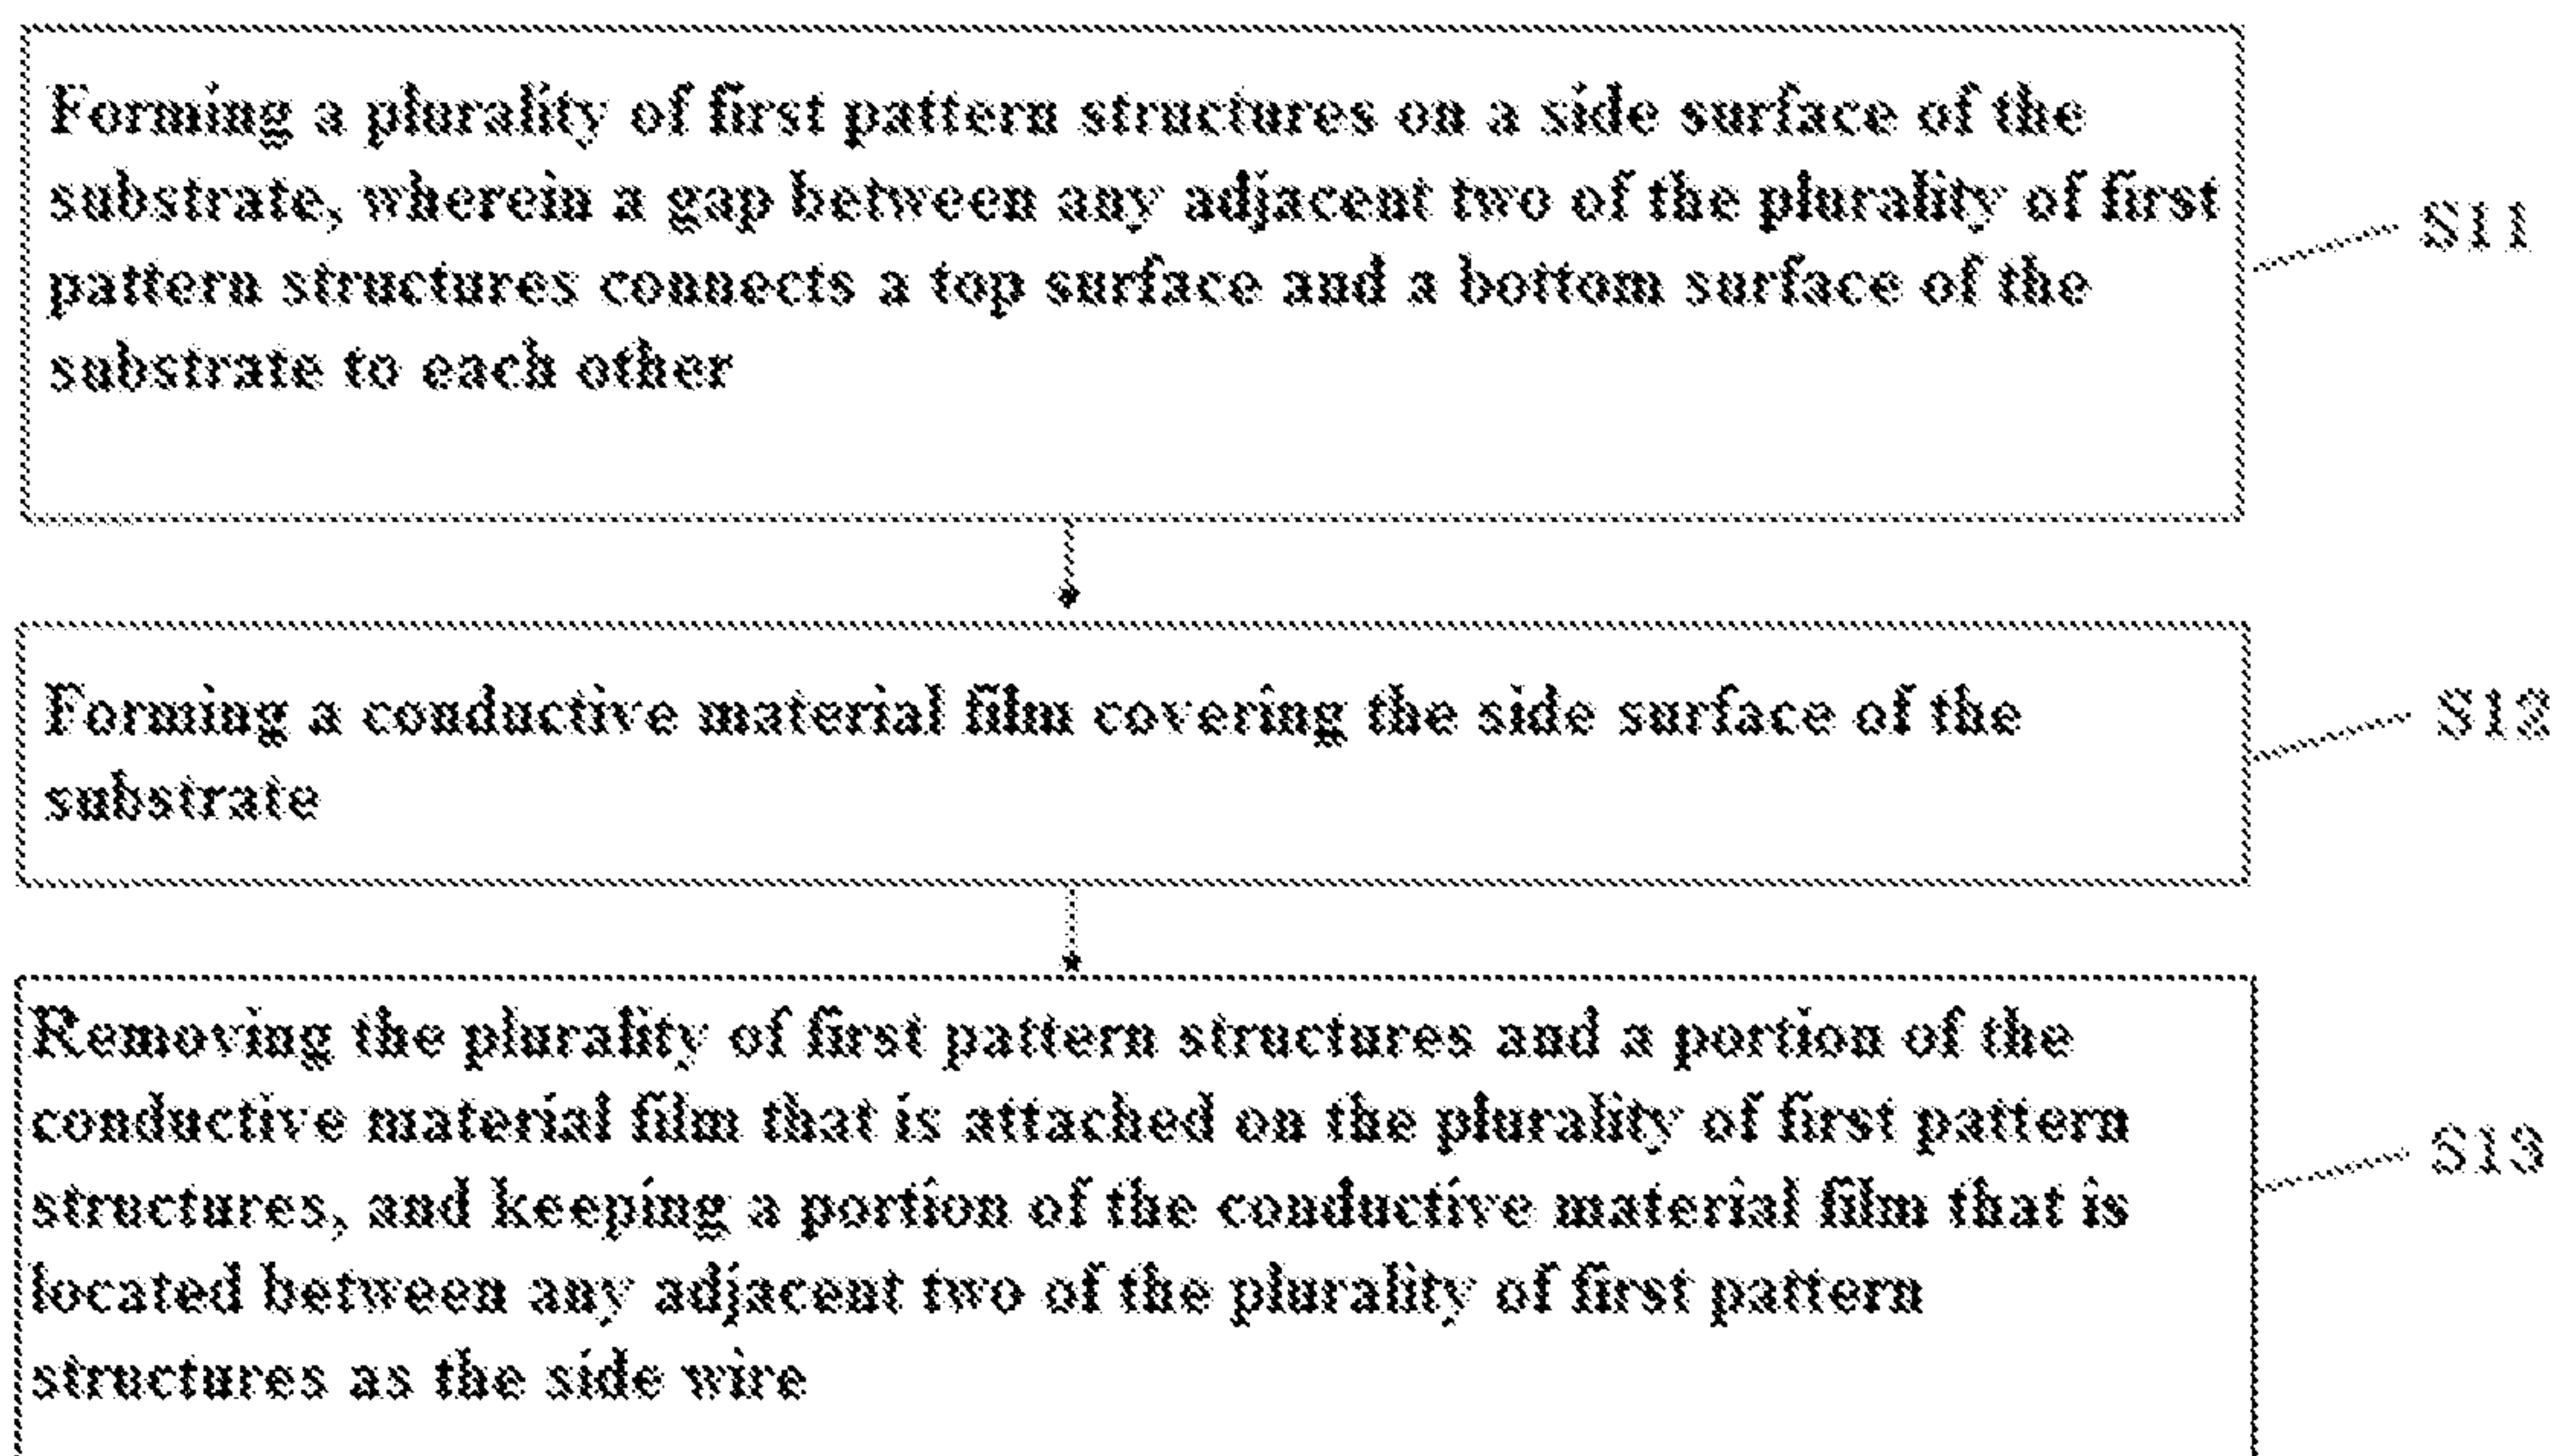 Forming a plurality of first pattern structures on a side surface of the
substrate, wherein a gap between any adjacent two of the plurality of first
pattern structures connects a top surface and a bottom surface of the
substrate to each other
S11
Forming a conductive material film covering the side surface of the
substrate
S12
Removing the plurality of first pattern structures and a portion of the
conductive material film that is attached on the plurality of first pattern
structures, and keeping a portion of the conductive material film that is
located between any adjacent two of the plurality of first pattern
structures as the side wire
S13